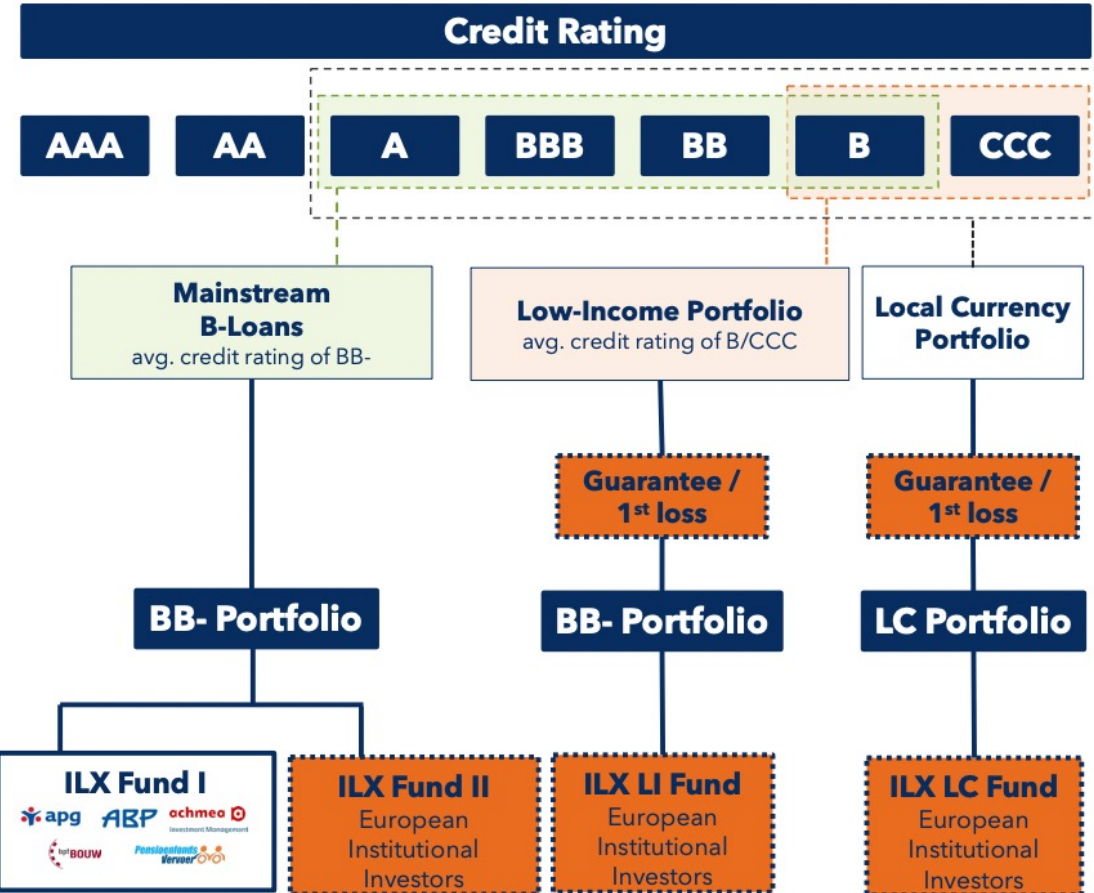 Credit Rating
AAA
AA
A
BBB
BB
B
CCC
Mainstream
B-Loans
avg. credit rating of BB-
Low-Income Portfolio
avg. credit rating of B/CCC
Local Currency
Portfolio
Guarantee /
1st loss
Guarantee /
1st loss
BB- Portfolio
BB- Portfolio
LC Portfolio
ILX Fund I
apg
ABP
achmea
Investment Management
bpfBOUW
Pensioenfonds
Vervoer
ILX Fund II
European
Institutional
Investors
ILX LI Fund
European
Institutional
Investors
ILX LC Fund
European
Institutional
Investors